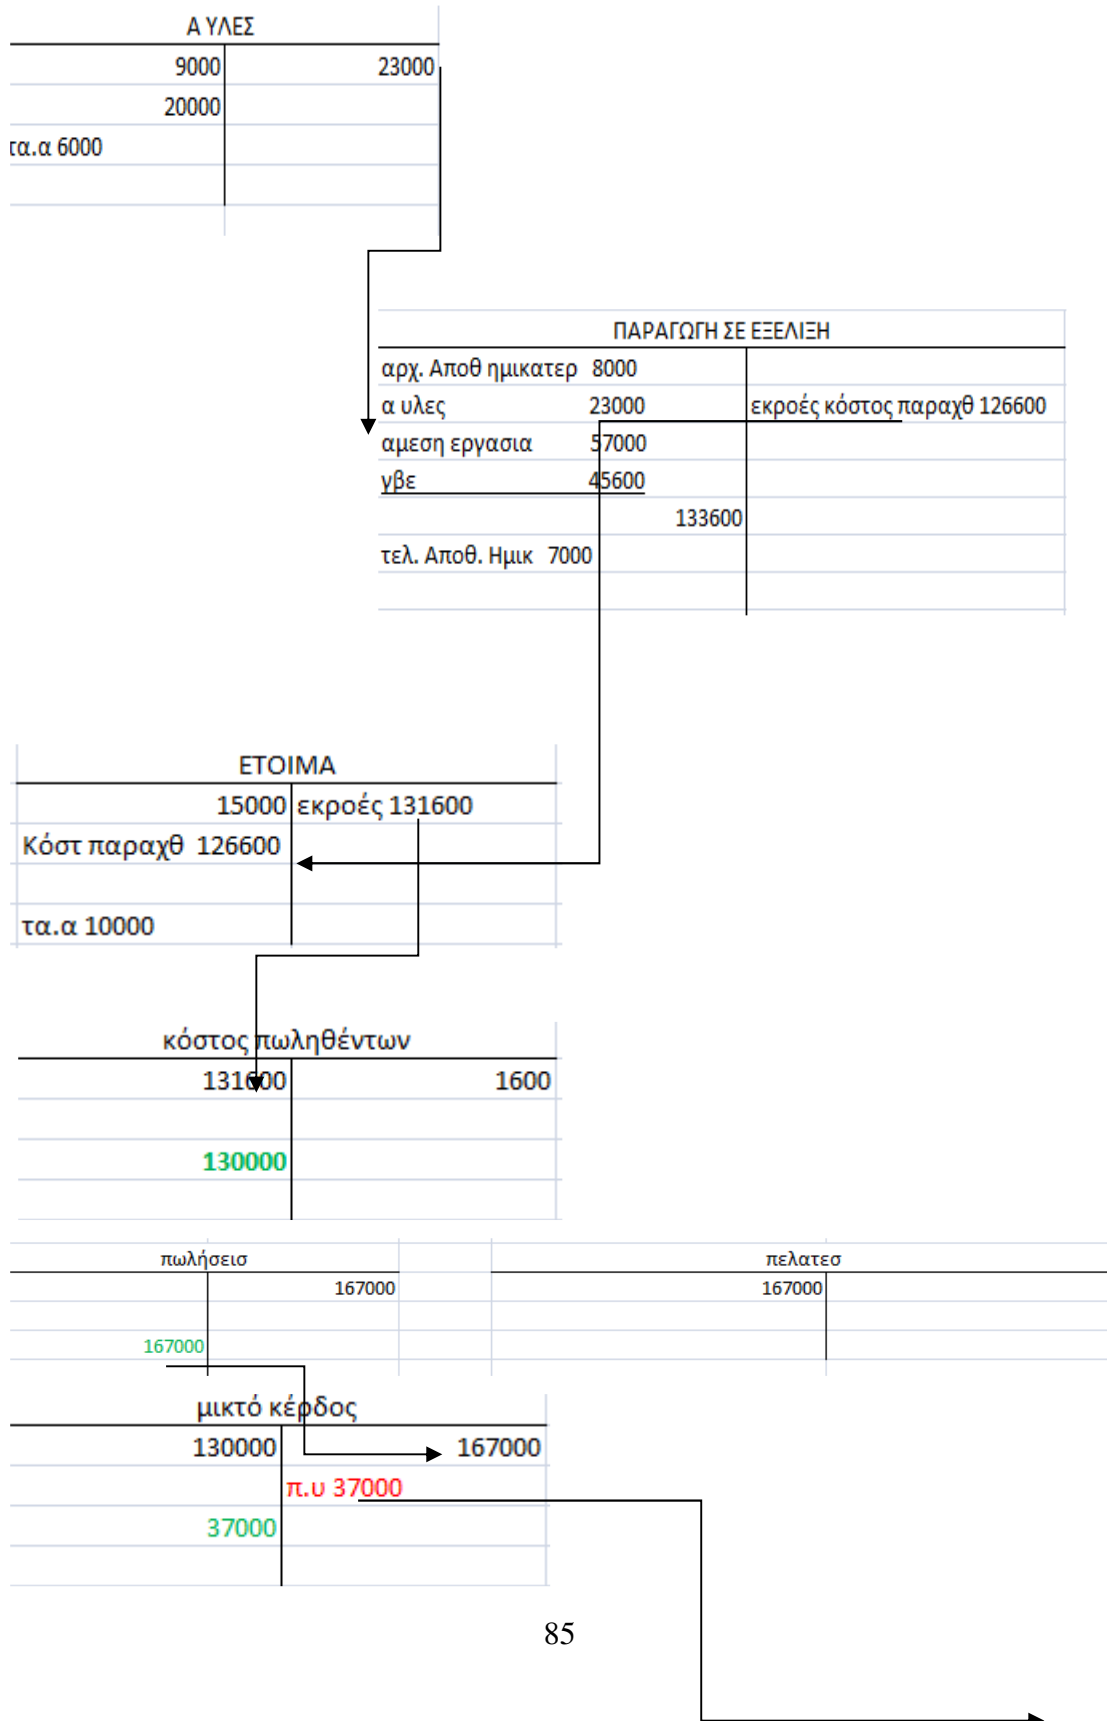 Α ΥΛΕΣ
9000 23000
20000
τα.α 6000
ΠΑΡΑΓΩΓΗ ΣΕ ΕΞΕΛΙΞΗ
αρχ. Αποθ ημικατερ 8000
α υλες 23000 εκροές κόστος παραχθ 126600
αμεση εργασια 57000
γβε 45600
133600
τελ. Αποθ. Ημικ 7000
ΕΤΟΙΜΑ
15000 εκροές 131600
Κόστ παραχθ 126600
τα.α 10000
κόστος πωληθέντων
131600 1600
130000
πωλήσεισ πελατεσ
167000 167000
167000
μικτό κέρδος
130000 167000
π.υ 37000
37000
85